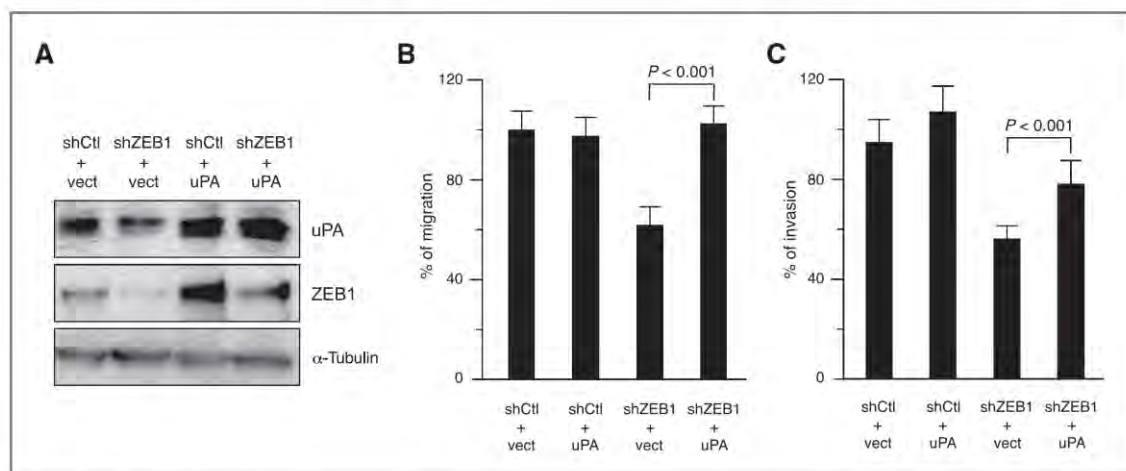 A
shCtl shZEB1 shCtl shZEB1
+ + + +
vect vect uPA uPA
uPA
ZEB1
α-Tubulin
B
P < 0.001
120
80
40
0
% of migration
shCtl shCtl shZEB1 shZEB1
+ + + +
vect uPA vect uPA
C
120
P < 0.001
80
40
0
% of invasion
shCtl shCtl shZEB1 shZEB1
+ + + +
vect uPA vect uPA